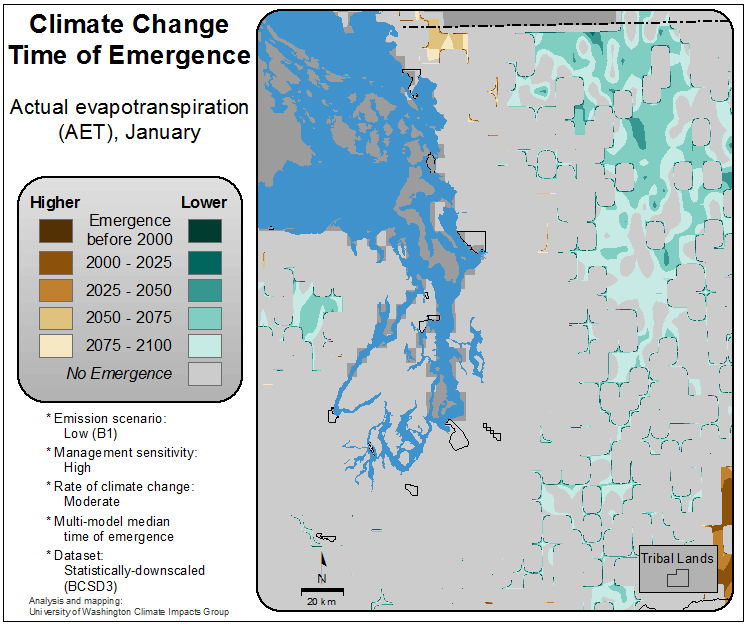 Climate Change
Time of Emergence
Actual evapotranspiration
(AET), January
Higher
Lower
Emergence
before 2000
2000 - 2025
2025 - 2050
2050 - 2075
2075 - 2100
No Emergence
* Emission scenario:
Low (B1)
* Management sensitivity:
High
* Rate of climate change:
Moderate
* Multi-model median
time of emergence
* Dataset:
Statistically-downscaled
(BCSD3)
Analysis and mapping:
University of Washington Climate Impacts Group
N
20 km
Tribal Lands